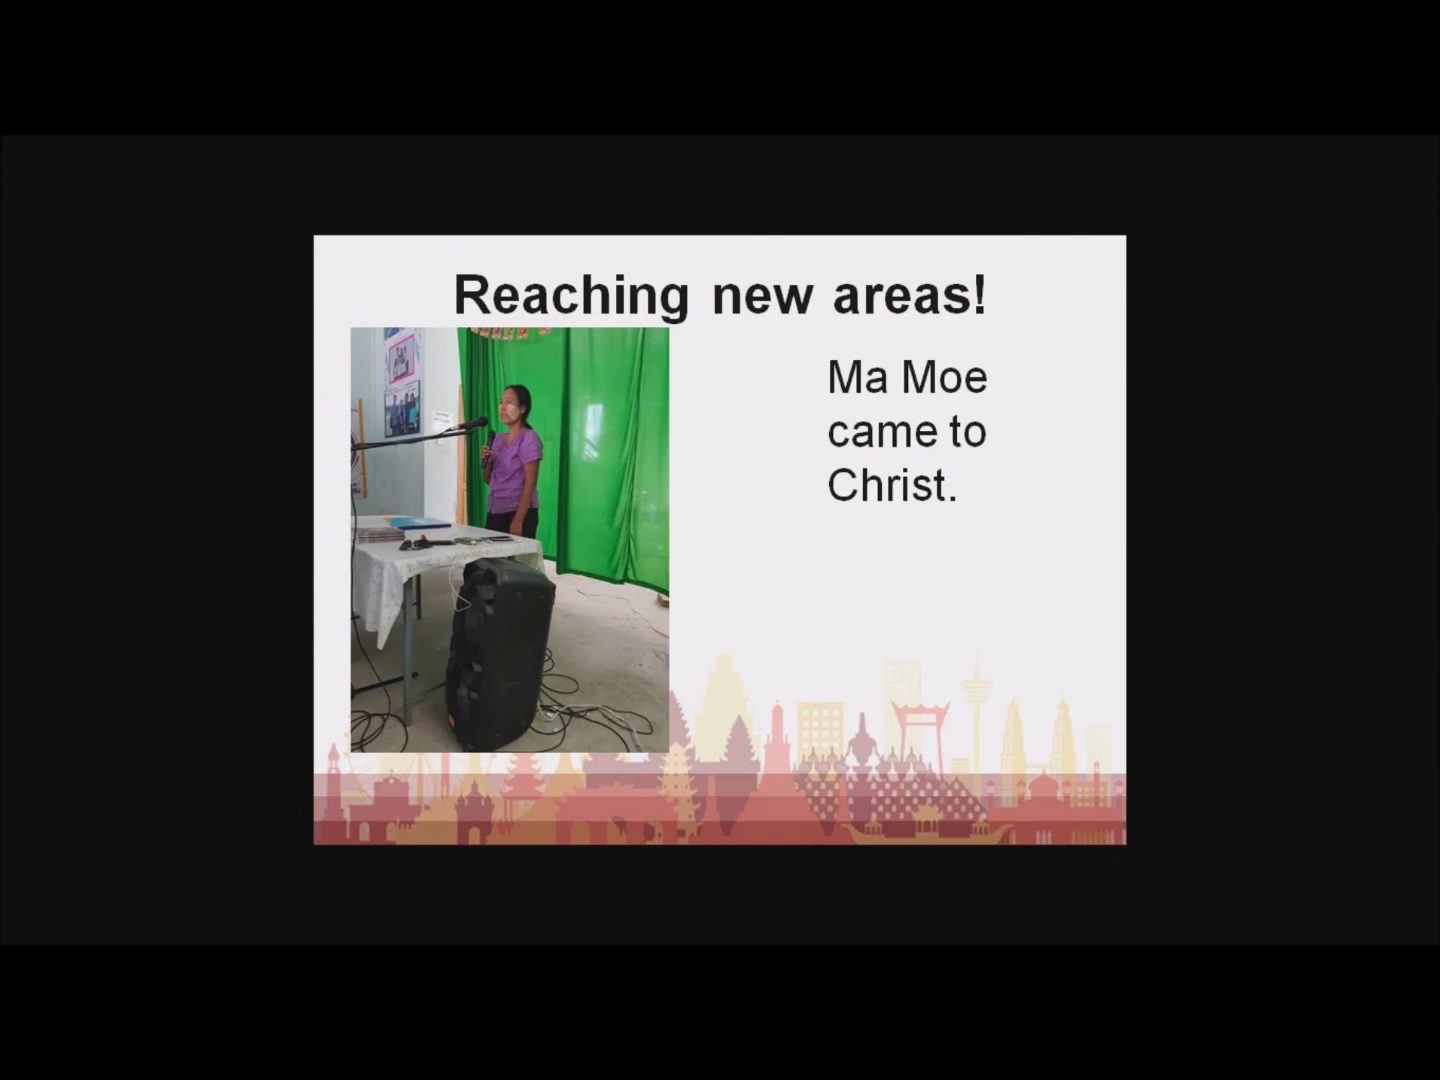 Reaching new areas!
Ma Moe
came to
Christ.